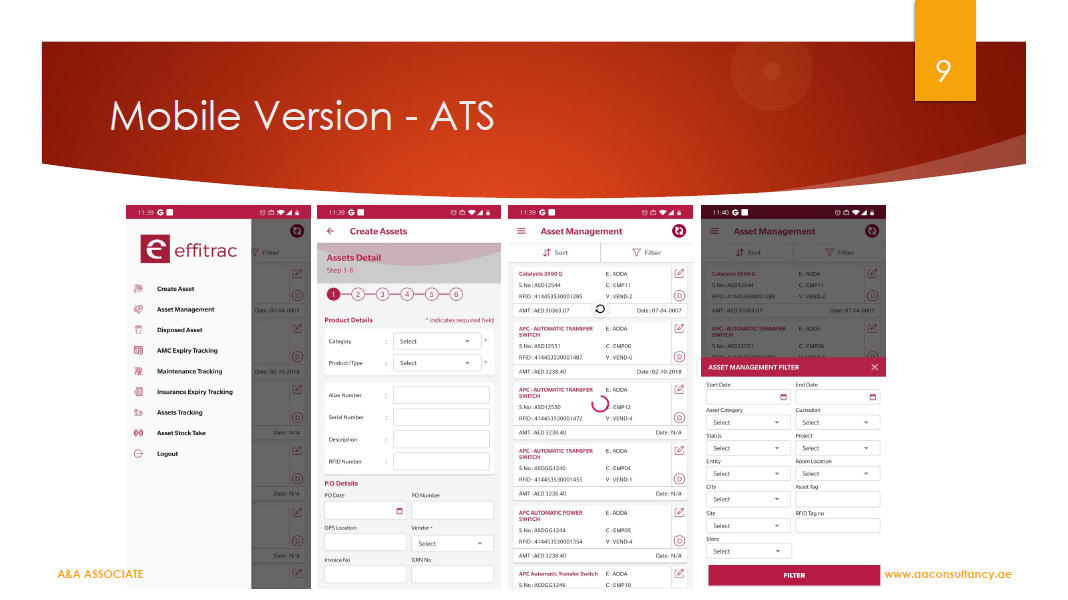 9
Mobile Version - ATS
11:39 G
effitrac
Filter
Create Asset
Asset Management
Disposed Asset
AMC Expiry Tracking
Maintenance Tracking
Insurance Expiry Tracking
Assets Tracking
Asset Stock Take
Logout
D
Date : 07-04-0007
D
Date : 02-10-2018
D
Date : N/A
D
Date : N/A
D
Date : N/A
11:39 G
Create Assets
Assets Detail
Step 1-6
1 2 3 4 5 6
Product Details * indicates required field
Category : Select *
Product/Type : Select *
Alias Number :
Serial Number :
Description :
RFID Number :
P.O Details
P.O Date P.O Number
GPS Location Vendor *
Select
Invoice No GRN No
11:39 G
Asset Management
Sort Filter
Catalysts 3560 G E : ADDA
S.No : ASD12544 C : EMP11
RFID : 414453530001285 V : VEND-2 D
AMT : AED 30363.07 Date : 07-04-0007
APC - AUTOMATIC TRANSFER SWITCH E : ADDA
S.No : ASD12551 C : EMP06
RFID : 414453530001487 V : VEND-6 D
AMT : AED 3238.40 Date : 02-10-2018
APC - AUTOMATIC TRANSFER SWITCH E : ADDA
S.No : ASD12550 C : EMP12
RFID : 414453530001472 V : VEND-4 D
AMT : AED 3238.40 Date : N/A
APC - AUTOMATIC TRANSFER SWITCH E : ADDA
S.No : ASDGG1240 C : EMP04
RFID : 414453530001455 V : VEND-1 D
AMT : AED 3238.40 Date : N/A
APC AUTOMATIC POWER SWITCH E : ADDA
S.No : ASDGG1244 C : EMP05
RFID : 414453530001354 V : VEND-4 D
AMT : AED 3238.40 Date : N/A
APC Automatic Transfer Switch E : ADDA
S.No : ASDGG1246 C : EMP10
11:40 G
Asset Management
Sort Filter
Catalysts 3560 G E : ADDA
S.No : ASD12544 C : EMP11
RFID : 414453530001285 V : VEND-2 D
AMT : AED 30363.07 Date : 07-04-0007
APC - AUTOMATIC TRANSFER SWITCH E : ADDA
S.No : ASD12551 C : EMP06
ASSET MANAGEMENT FILTER
Start Date End Date
Asset Category Custodian
Select Select
Status Project
Select Select
Entity Room Location
Select Select
City Asset Tag
Select
Site RFID Tag no
Select
Store
Select
FILTER
A&A ASSOCIATE
www.aaconsultancy.ae